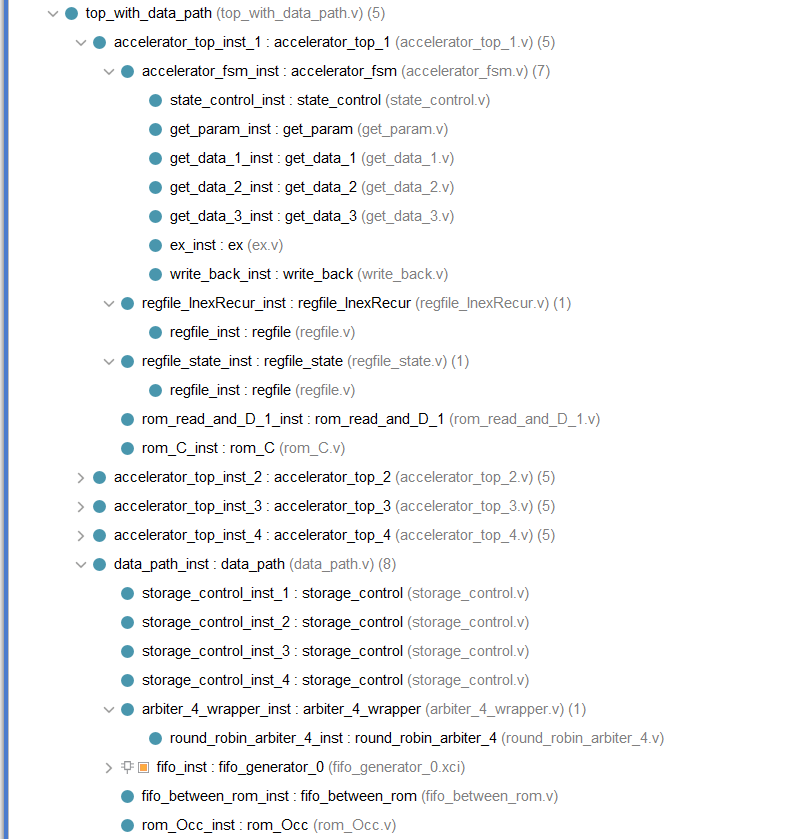 top_with_data_path (top_with_data_path.v) (5)
accelerator_top_inst_1 : accelerator_top_1 (accelerator_top_1.v) (5)
accelerator_fsm_inst : accelerator_fsm (accelerator_fsm.v) (7)
state_control_inst : state_control (state_control.v)
get_param_inst : get_param (get_param.v)
get_data_1_inst : get_data_1 (get_data_1.v)
get_data_2_inst : get_data_2 (get_data_2.v)
get_data_3_inst : get_data_3 (get_data_3.v)
ex_inst : ex (ex.v)
write_back_inst : write_back (write_back.v)
regfile_lnexRecur_inst : regfile_lnexRecur (regfile_lnexRecur.v) (1)
regfile_inst : regfile (regfile.v)
regfile_state_inst : regfile_state (regfile_state.v) (1)
regfile_inst : regfile (regfile.v)
rom_read_and_D_1_inst : rom_read_and_D_1 (rom_read_and_D_1.v)
rom_C_inst : rom_C (rom_C.v)
accelerator_top_inst_2 : accelerator_top_2 (accelerator_top_2.v) (5)
accelerator_top_inst_3 : accelerator_top_3 (accelerator_top_3.v) (5)
accelerator_top_inst_4 : accelerator_top_4 (accelerator_top_4.v) (5)
data_path_inst : data_path (data_path.v) (8)
storage_control_inst_1 : storage_control (storage_control.v)
storage_control_inst_2 : storage_control (storage_control.v)
storage_control_inst_3 : storage_control (storage_control.v)
storage_control_inst_4 : storage_control (storage_control.v)
arbiter_4_wrapper_inst : arbiter_4_wrapper (arbiter_4_wrapper.v) (1)
round_robin_arbiter_4_inst : round_robin_arbiter_4 (round_robin_arbiter_4.v)
fifo_inst : fifo_generator_0 (fifo_generator_0.xci)
fifo_between_rom_inst : fifo_between_rom (fifo_between_rom.v)
rom_Occ_inst : rom_Occ (rom_Occ.v)